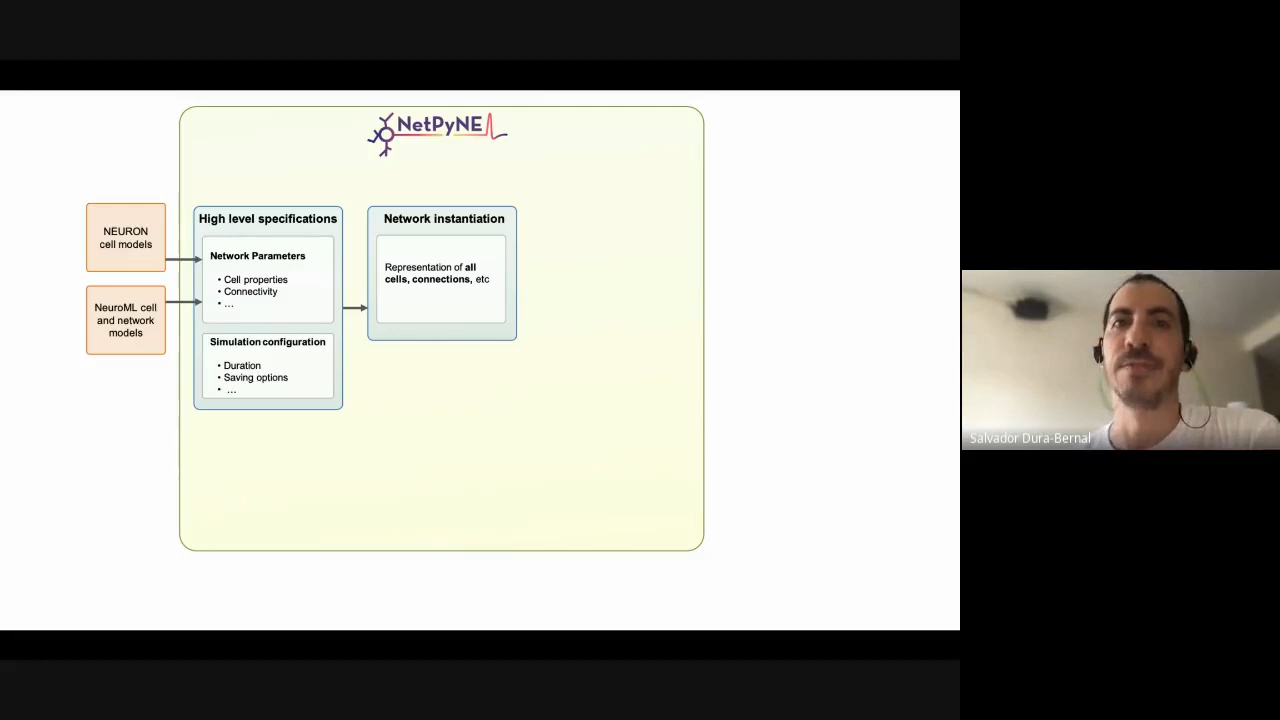 NetPyNE
NEURON
cell models
NeuroML cell
and network
models
High level specifications
Network Parameters
• Cell properties
• Connectivity
• ...
Simulation configuration
• Duration
• Saving options
• ...
Network instantiation
Representation of all
cells, connections, etc
Salvador Dura-Bernal